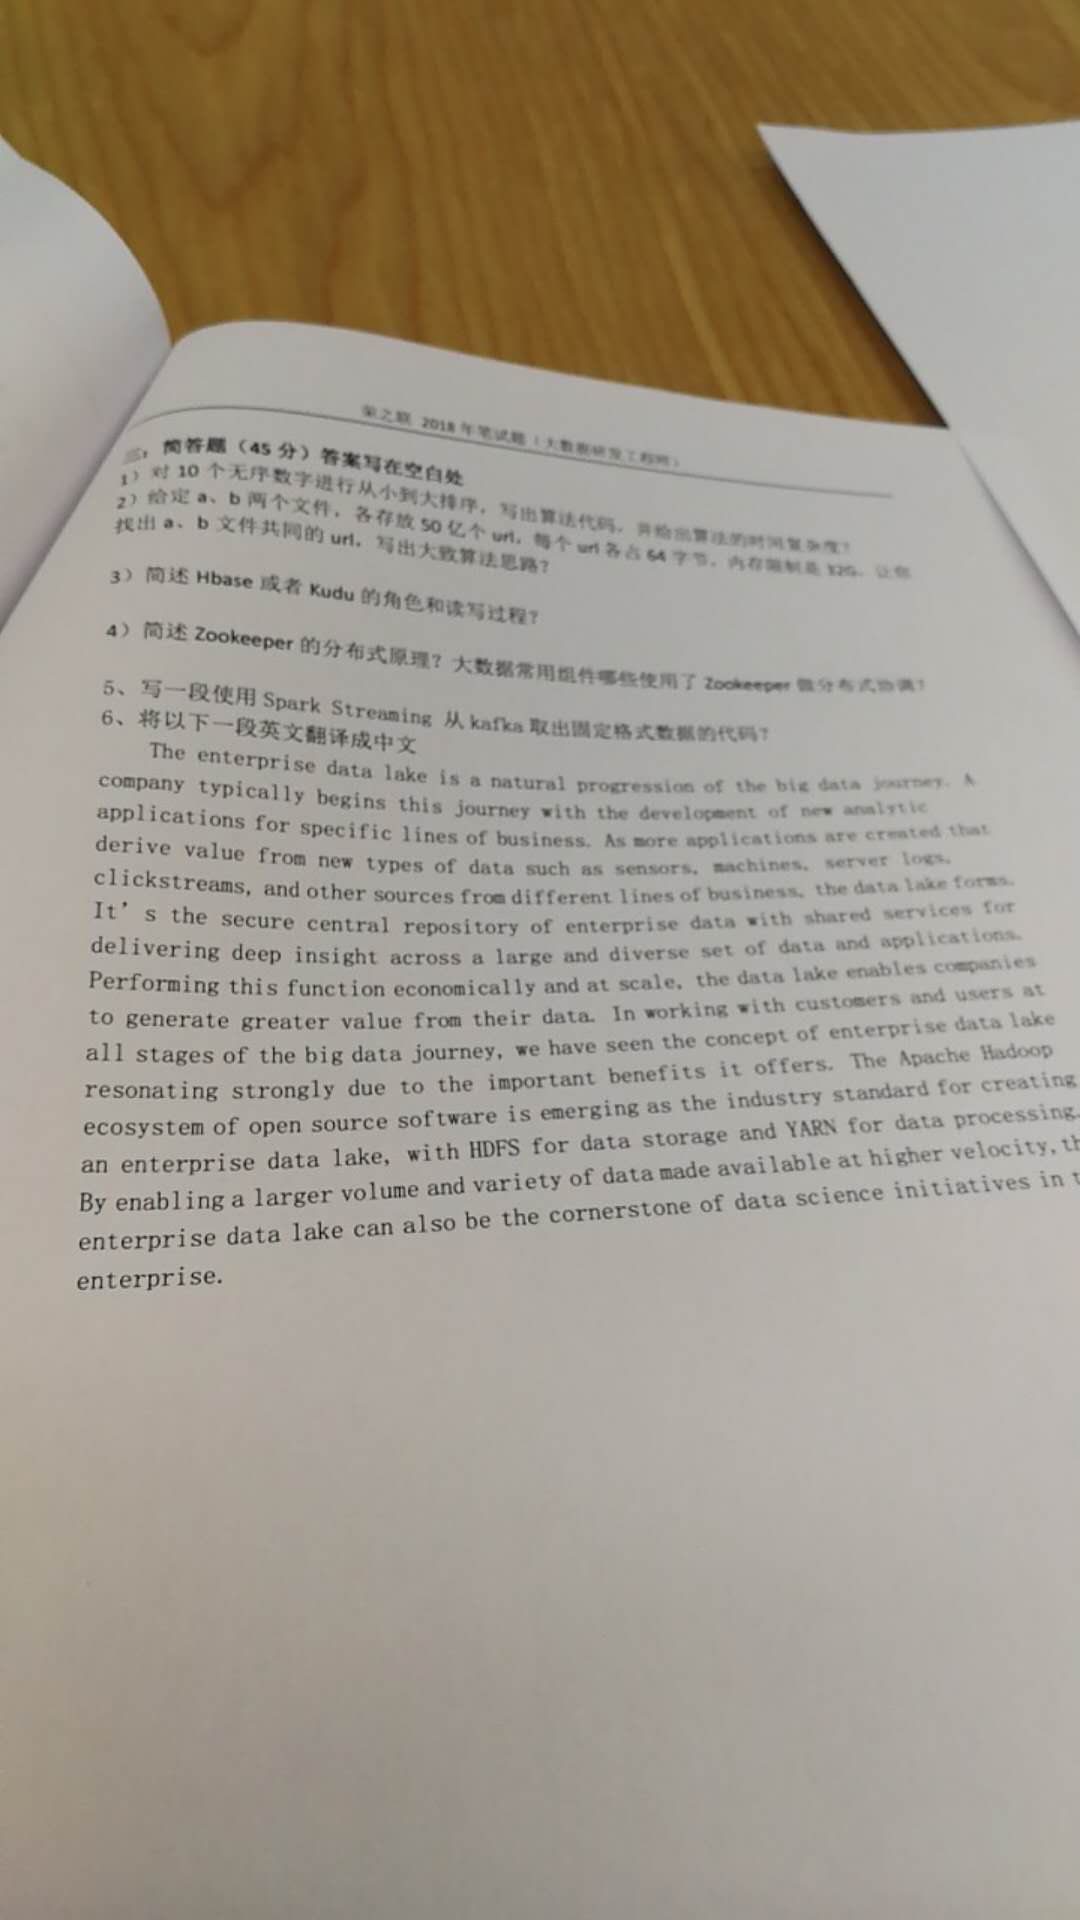 荣之联 2018 年笔试题（大数据研发工程师）
三，简答题（45 分）答案写在空白处
1）对 10 个无序数字进行从小到大排序，写出算法代码，并给出算法的时间复杂度？
2）给定 a、b 两个文件，各存放 50 亿个 url，每个 url 各占 64 字节，内存限制是 32G，让你
找出 a、b 文件共同的 url，写出大致算法思路？
3）简述 Hbase 或者 Kudu 的角色和读写过程？
4）简述 Zookeeper 的分布式原理？大数据常用组件哪些使用了 Zookeeper 做分布式协调？
5、写一段使用 Spark Streaming 从 kafka 取出固定格式数据的代码？
6、将以下一段英文翻译成中文
The enterprise data lake is a natural progression of the big data journey. A
company typically begins this journey with the development of new analytic
applications for specific lines of business. As more applications are created that
derive value from new types of data such as sensors, machines, server logs,
clickstreams, and other sources from different lines of business, the data lake forms.
It's the secure central repository of enterprise data with shared services for
delivering deep insight across a large and diverse set of data and applications.
Performing this function economically and at scale, the data lake enables companies
to generate greater value from their data. In working with customers and users at
all stages of the big data journey, we have seen the concept of enterprise data lake
resonating strongly due to the important benefits it offers. The Apache Hadoop
ecosystem of open source software is emerging as the industry standard for creating
an enterprise data lake, with HDFS for data storage and YARN for data processing.
By enabling a larger volume and variety of data made available at higher velocity, th
enterprise data lake can also be the cornerstone of data science initiatives in t
enterprise.